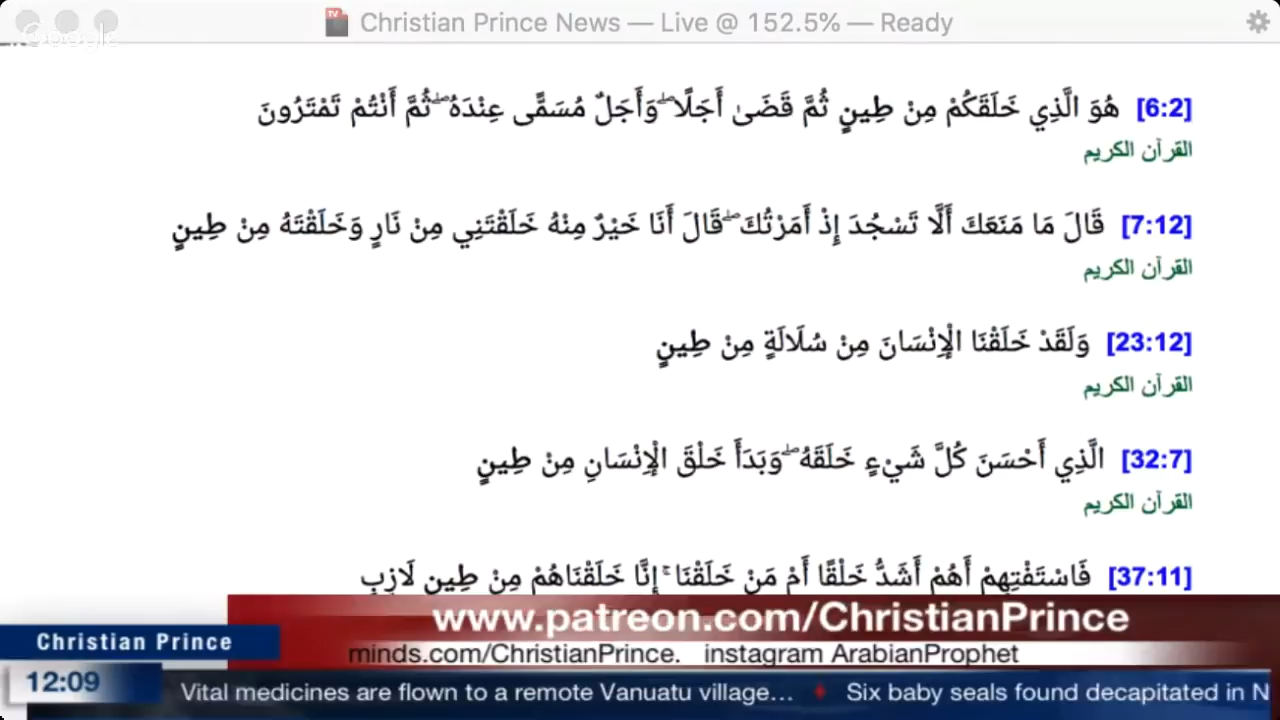 Christian Prince News — Live @ 152.5% — Ready
Google
[6:2] هُوَ الَّذِي خَلَقَكُمْ مِنْ طِينٍ ثُمَّ قَضَىٰ أَجَلًا ۖ وَأَجَلٌ مُسَمًّى عِنْدَهُ ۖ ثُمَّ أَنْتُمْ تَمْتَرُونَ
القرآن الكريم
[7:12] قَالَ مَا مَنَعَكَ أَلَّا تَسْجُدَ إِذْ أَمَرْتُكَ ۖ قَالَ أَنَا خَيْرٌ مِنْهُ خَلَقْتَنِي مِنْ نَارٍ وَخَلَقْتَهُ مِنْ طِينٍ
القرآن الكريم
[23:12] وَلَقَدْ خَلَقْنَا الْإِنْسَانَ مِنْ سُلَالَةٍ مِنْ طِينٍ
القرآن الكريم
[32:7] الَّذِي أَحْسَنَ كُلَّ شَيْءٍ خَلَقَهُ ۖ وَبَدَأَ خَلْقَ الْإِنْسَانِ مِنْ طِينٍ
القرآن الكريم
[37:11] فَاسْتَفْتِهِمْ أَهُمْ أَشَدُّ خَلْقًا أَمْ مَنْ خَلَقْنَا ۚ إِنَّا خَلَقْنَاهُمْ مِنْ طِينٍ لَازِبٍ
www.patreon.com/ChristianPrince
Christian Prince
minds.com/ChristianPrince. instagram ArabianProphet
12:09
Vital medicines are flown to a remote Vanuatu village... ♦ Six baby seals found decapitated in N